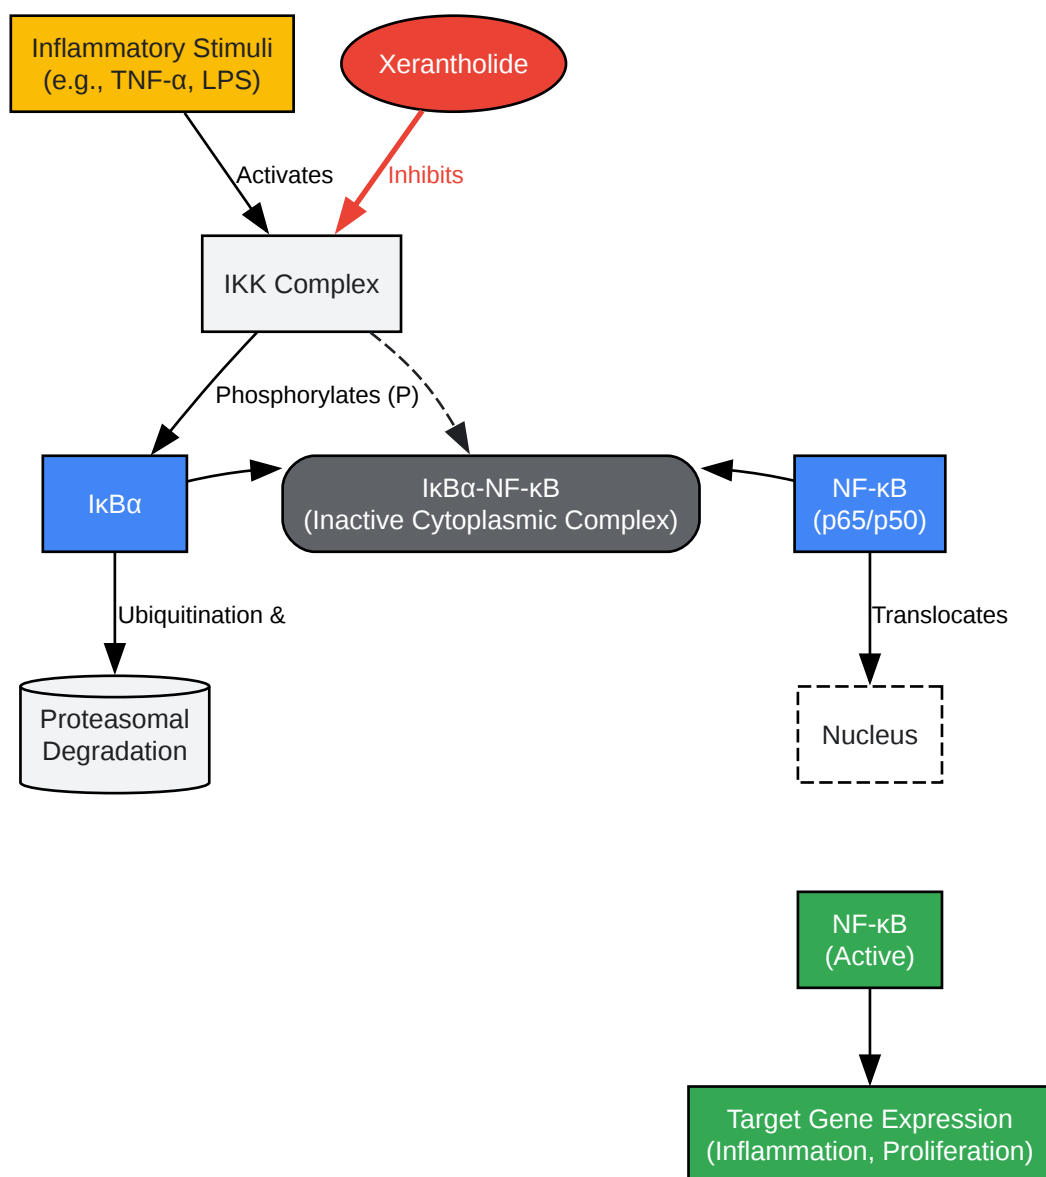 Inflammatory Stimuli
(e.g., TNF-α, LPS)
Xerantholide
Activates
Inhibits
IKK Complex
Phosphorylates (P)
IκBα
IκBα-NF-κB
(Inactive Cytoplasmic Complex)
NF-κB
(p65/p50)
Ubiquitination &
Translocates
Proteasomal
Degradation
Nucleus
NF-κB
(Active)
Target Gene Expression
(Inflammation, Proliferation)